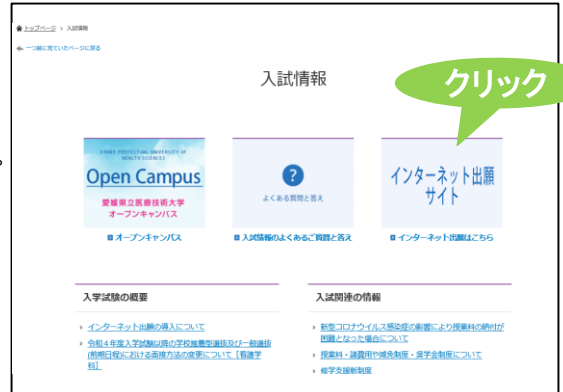 トップページ > 入試情報
一つ前に見ていたページに戻る
入試情報
クリック
EHIME PREFECTUAL UNIVERSITY OF
HEALTH SCIENCES
Open Campus
愛媛県立医療技術大学
オープンキャンパス
?
よくある質問と答え
インターネット出願
サイト
オープンキャンパス
入試情報のよくあるご質問と答え
インターネット出願はこちら
入学試験の概要
入試関連の情報
インターネット出願の導入について
令和4年度入学試験以降の学校推薦型選抜及び一般選抜
(前期日程)における面接方法の変更について［看護学
科］
新型コロナウイルス感染症の影響により授業料の納付が
困難となった場合について
授業料・諸費用や減免制度・奨学金制度について
修学支援新制度